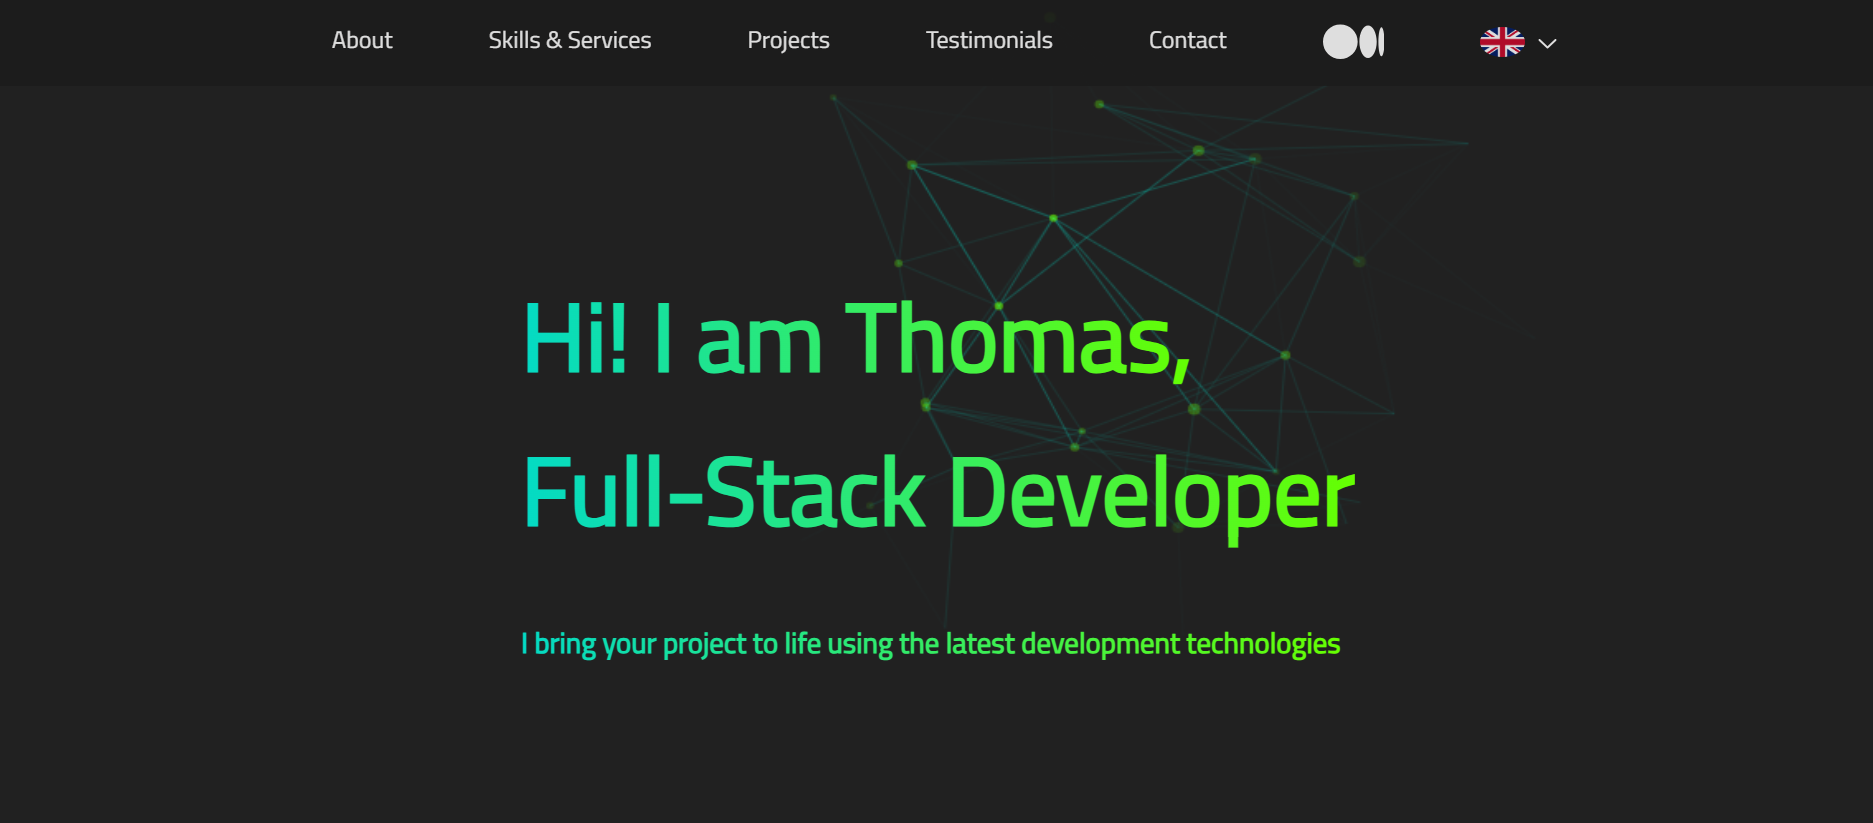 About Skills & Services Projects Testimonials Contact
Hi! I am Thomas,
Full-Stack Developer
I bring your project to life using the latest development technologies